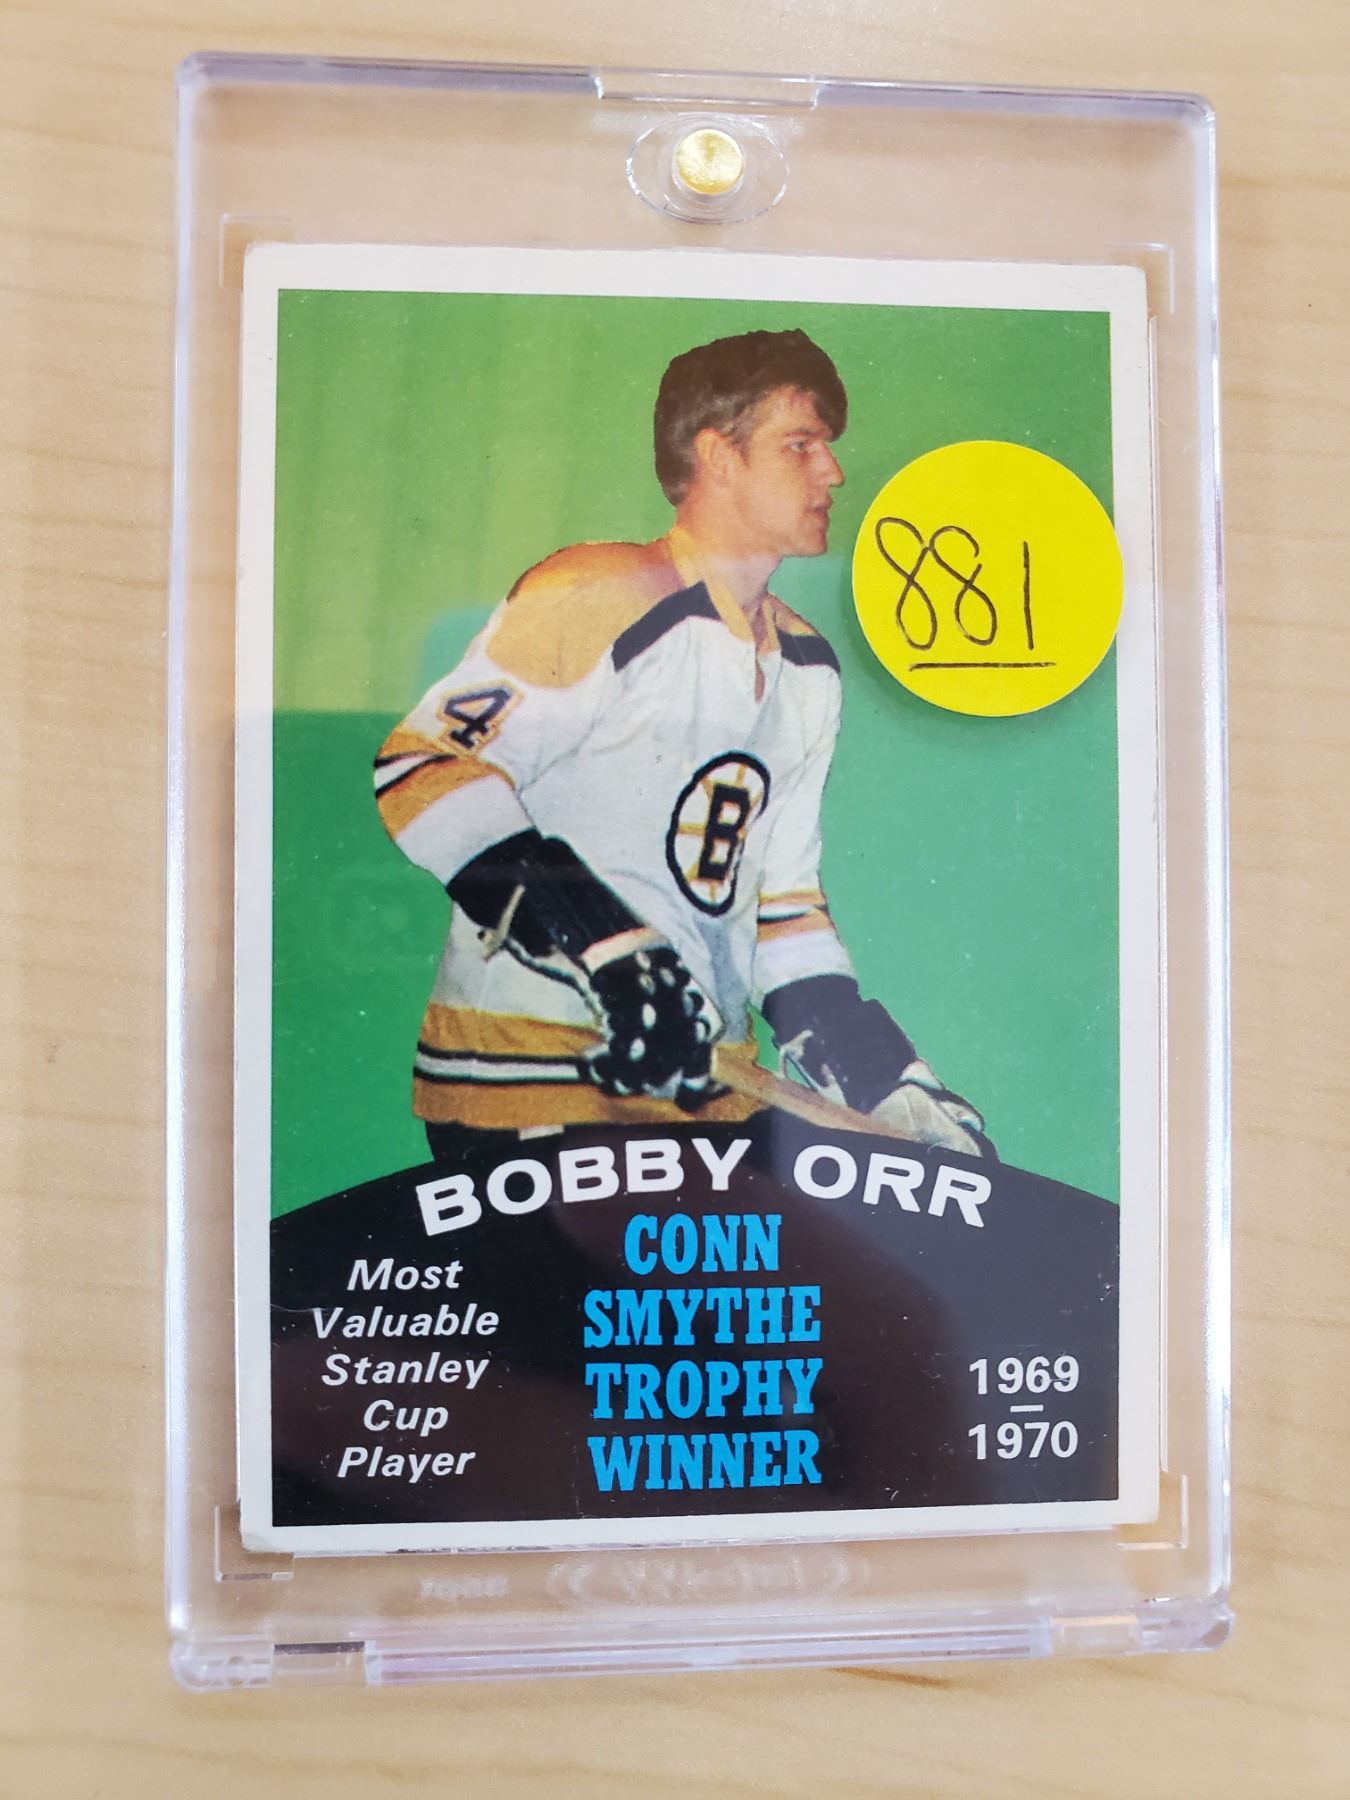 881
4
B
BOBBY ORR
CONN
SMYTHE
TROPHY
WINNER
Most
Valuable
Stanley
Cup
Player
1969
—
1970